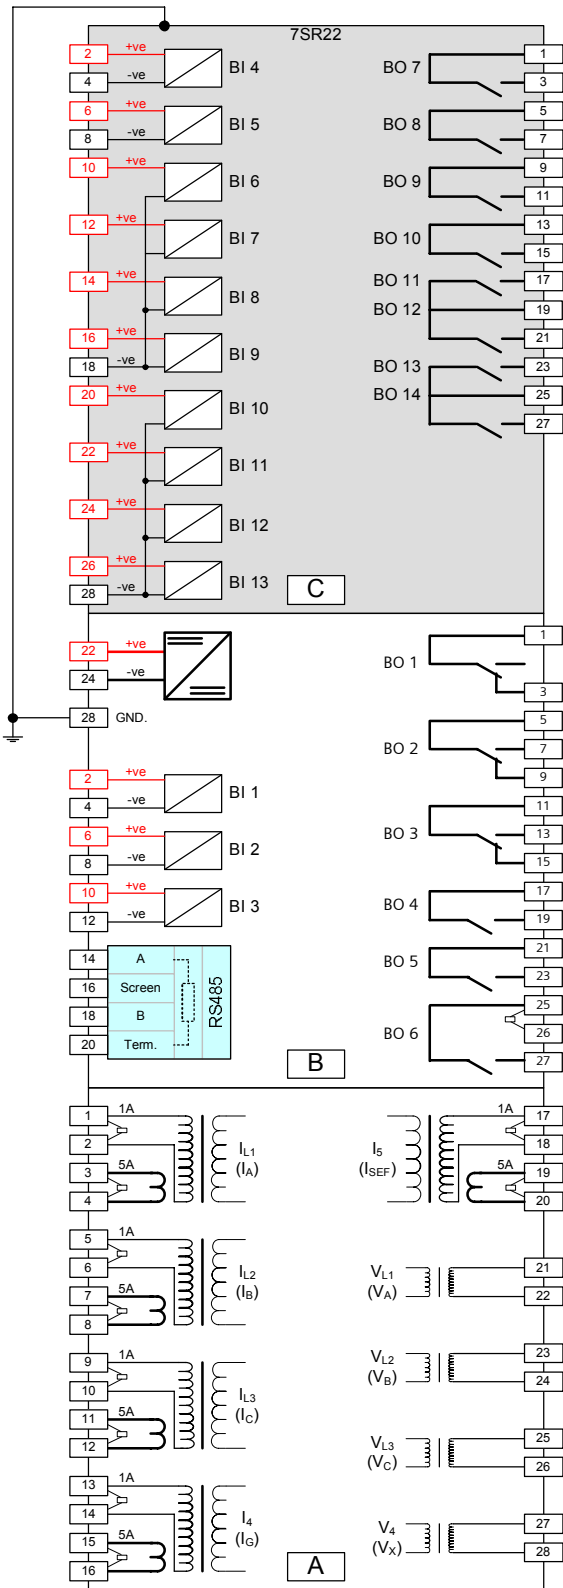 7SR22
2 +ve BI 4 BO 7 1
4 -ve 3
6 +ve BI 5 BO 8 5
8 -ve 7
10 +ve BI 6 BO 9 9
11
12 +ve BI 7 BO 10 13
15
14 +ve BI 8 BO 11 17
BO 12 19
16 +ve BI 9 21
18 -ve BO 13 23
20 +ve BI 10 BO 14 25
27
22 +ve BI 11
24 +ve BI 12
26 +ve BI 13
28 -ve C
1
22 +ve BO 1
24 -ve 3
28 GND. 5
BO 2 7
2 +ve BI 1 9
4 -ve 11
6 +ve BI 2 BO 3 13
8 -ve 15
10 +ve BI 3 17
12 -ve BO 4 19
21
14 A RS485 BO 5 23
16 Screen 25
18 B BO 6 26
20 Term. B 27
1 1A 1A 17
2 IL1 I5 18
3 5A (IA) (ISEF) 5A 19
4 20
5 1A
6 IL2 VL1 21
7 5A (IB) (VA) 22
8
9 1A VL2 23
10 IL3 (VB) 24
11 5A (IC) VL3 25
12 (VC) 26
13 1A
14 I4 V4 27
15 5A (IG) (VX) 28
16 A